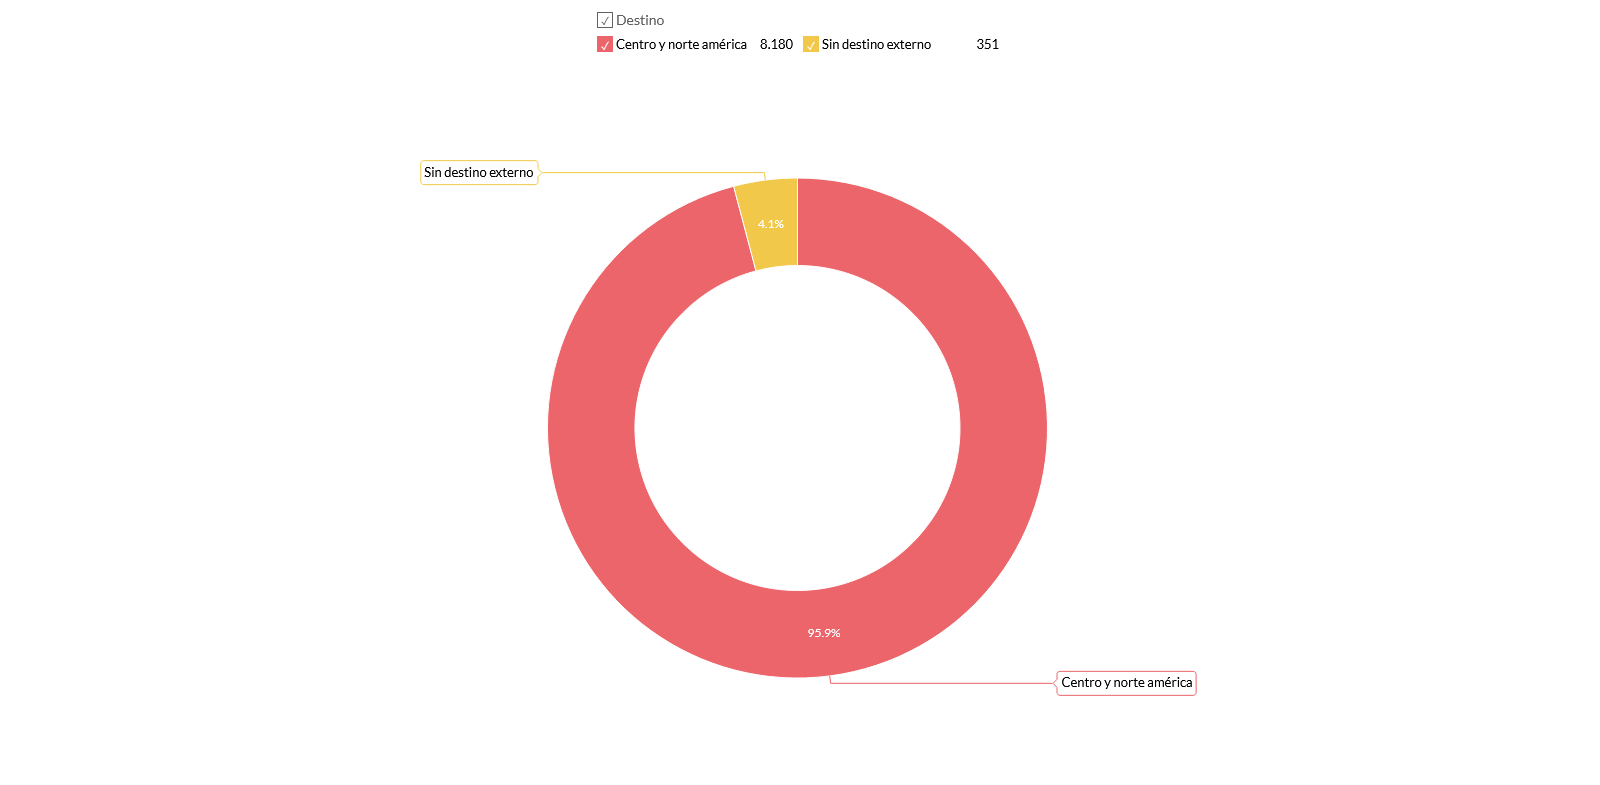 Destino
Centro y norte américa 8.180 Sin destino externo 351
Sin destino externo
4.1%
95.9%
Centro y norte américa